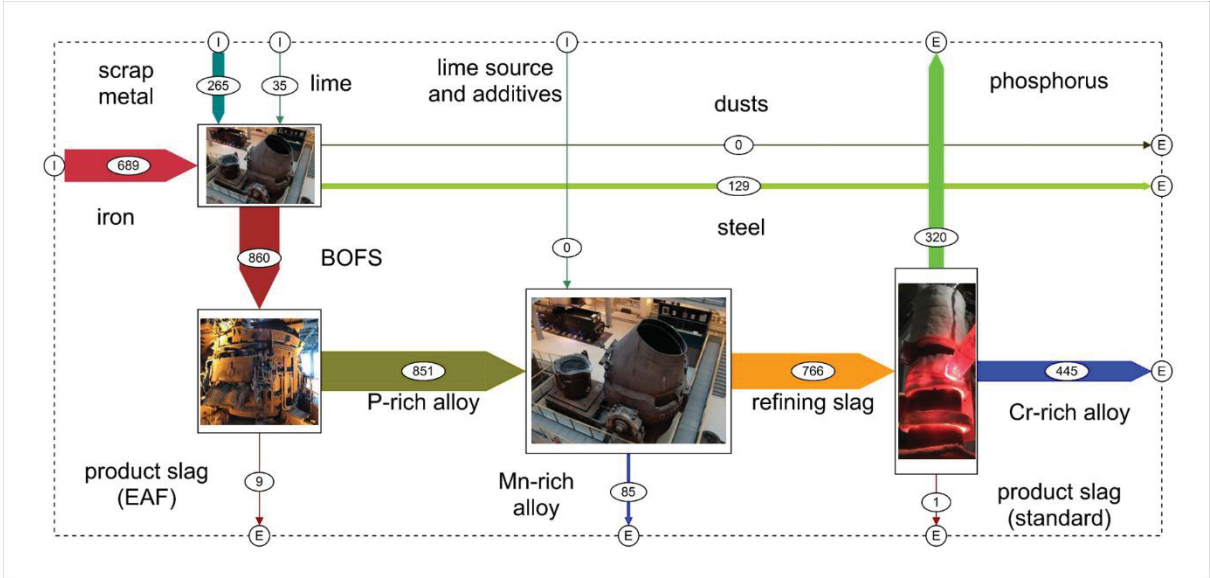 I
I
I
E
scrap
metal
265
35
lime
lime source
and additives
phosphorus
dusts
0
E
I
689
129
E
iron
steel
0
320
860
BOFS
851
766
445
E
P-rich alloy
refining slag
Cr-rich alloy
product slag
(EAF)
9
Mn-rich
alloy
85
1
product slag
(standard)
E
E
E